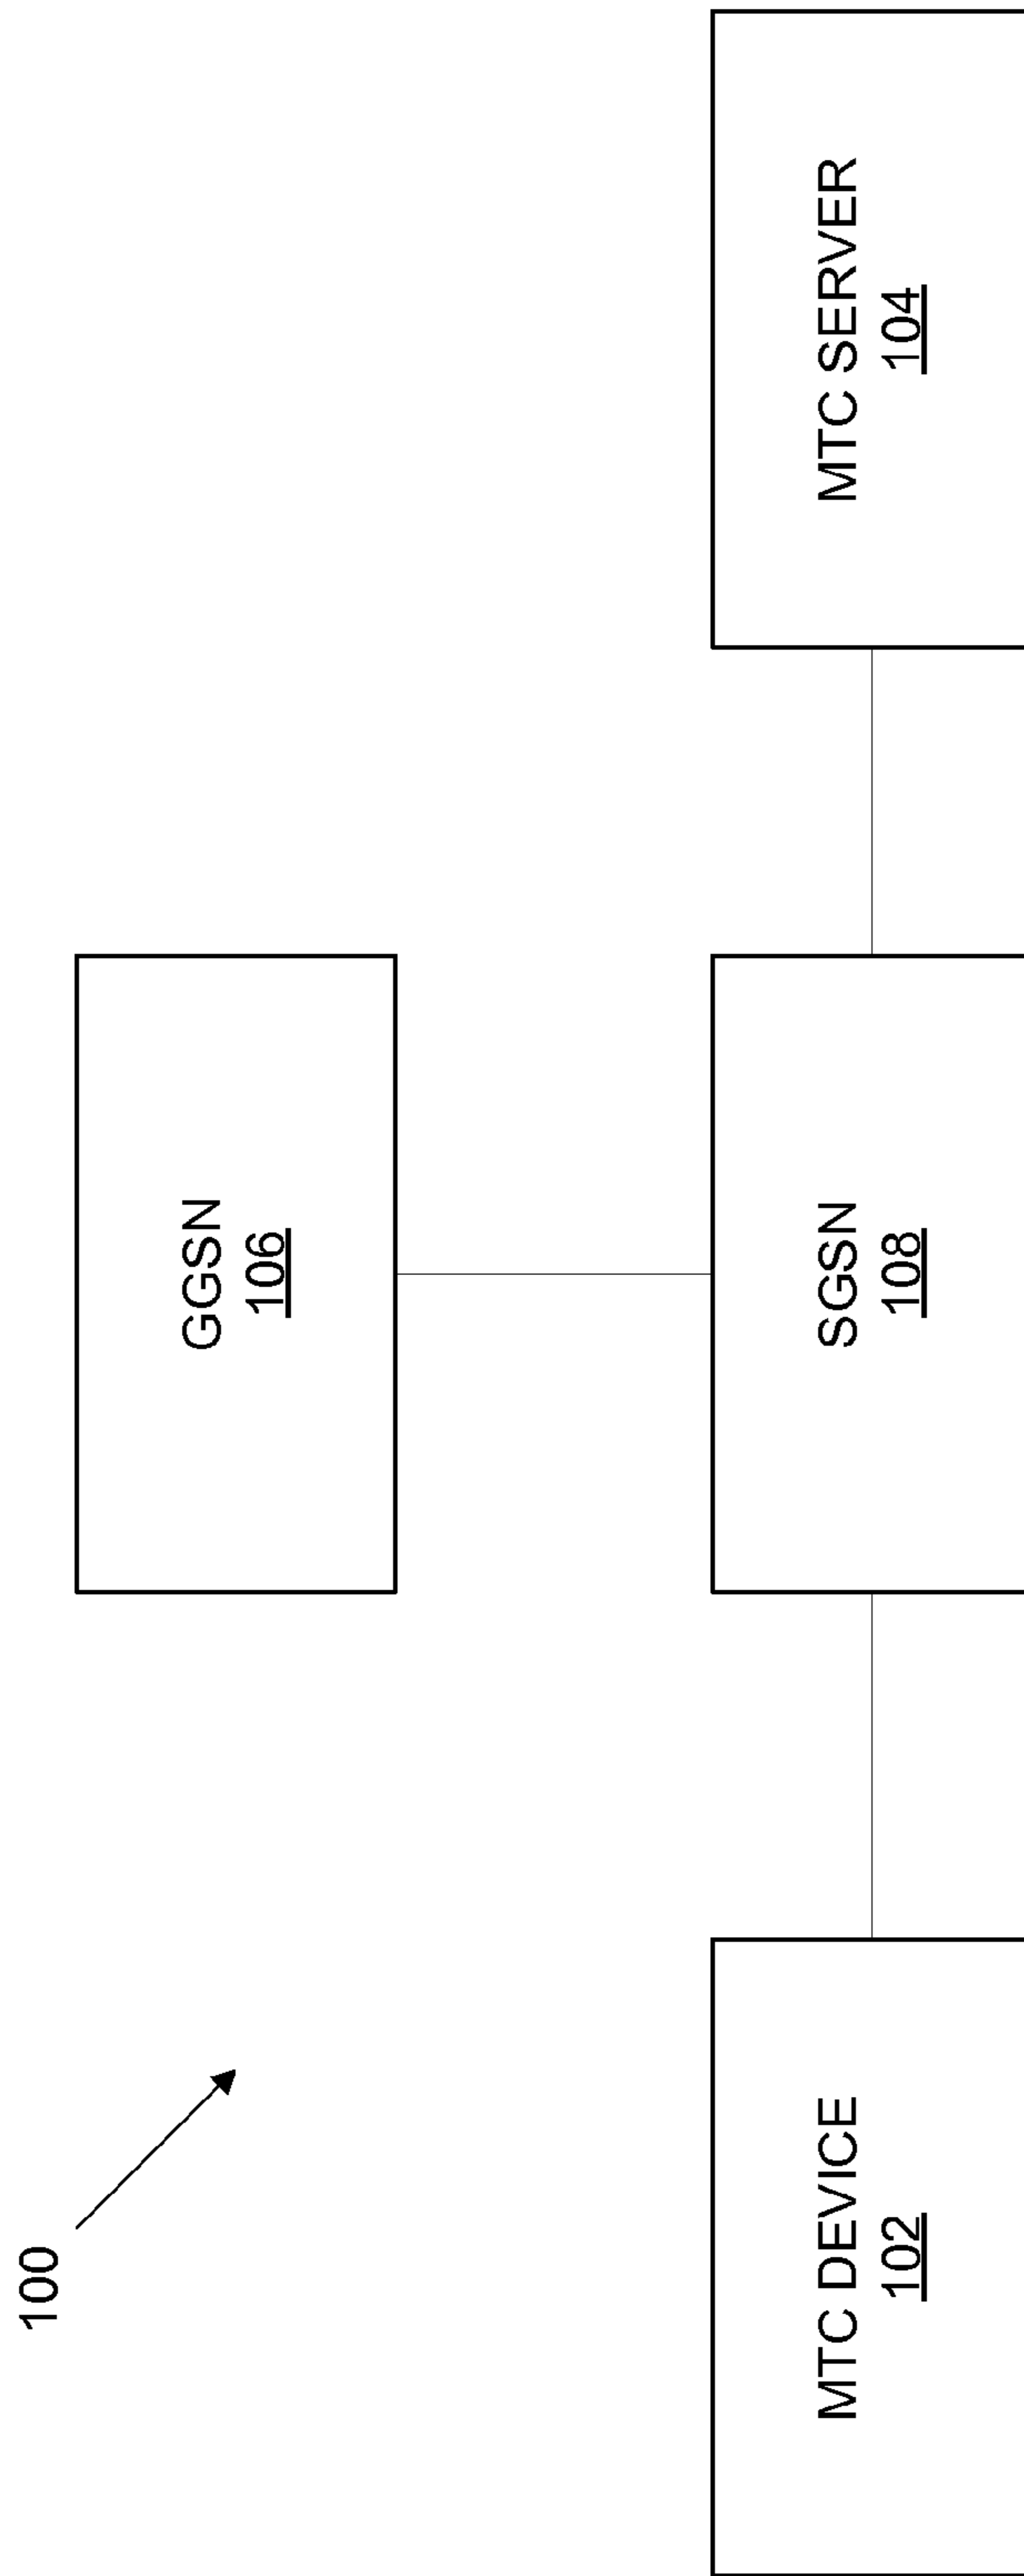 100
GGSN
106
MTC DEVICE
102
SGSN
108
MTC SERVER
104